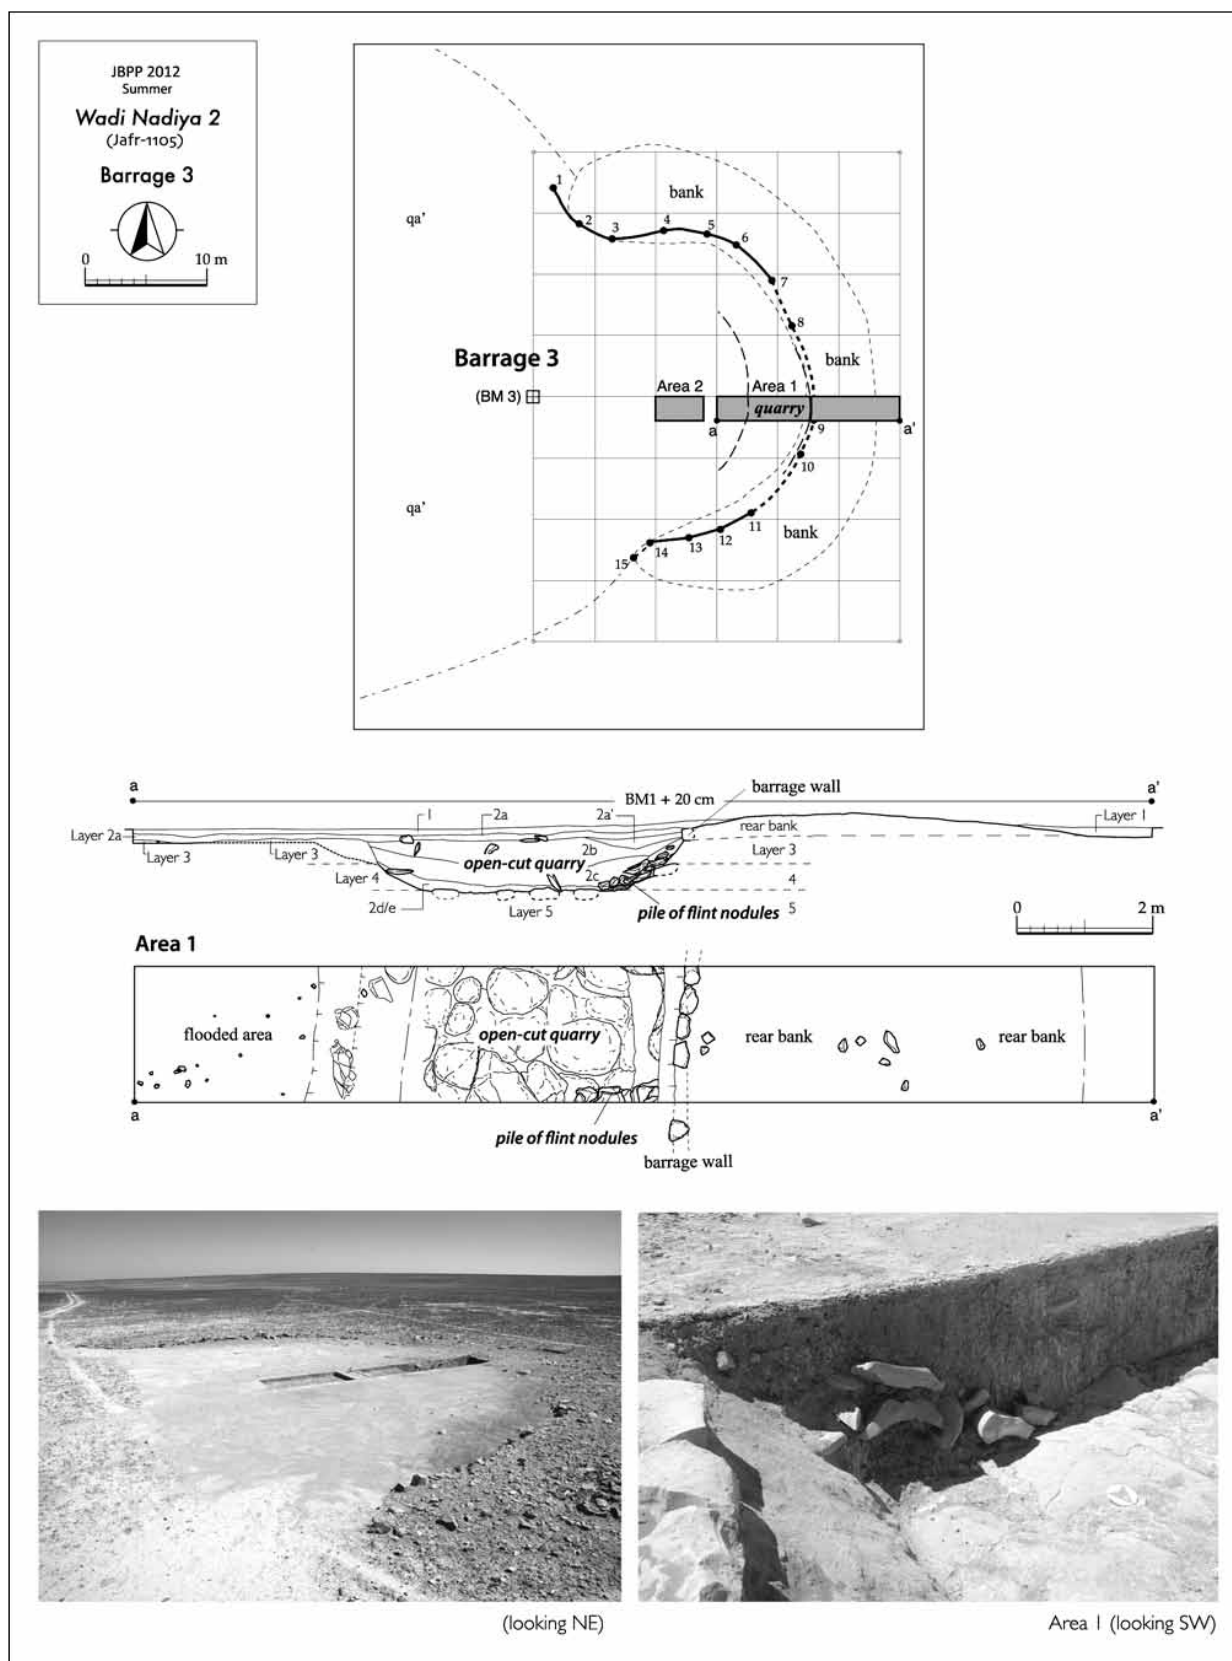 JBPP 2012
Summer
Wadi Nadiya 2
(Jafr-1105)
Barrage 3
0 10 m
1
bank
qa'
2
3
4
5
6
7
8
Barrage 3
bank
(BM 3)
Area 2
Area 1
quarry
a
9
a'
10
qa'
11
bank
12
13
14
15
a
a'
barrage wall
BM1 + 20 cm
1
2a
2a'
rear bank
Layer 1
Layer 2a
2b
Layer 3
Layer 3
open-cut quarry
Layer 3
Layer 4
2c
4
2d/e
Layer 5
pile of flint nodules
5
0 2 m
Area 1
flooded area
open-cut quarry
rear bank
rear bank
a
a'
pile of flint nodules
barrage wall
(looking NE)
Area 1 (looking SW)